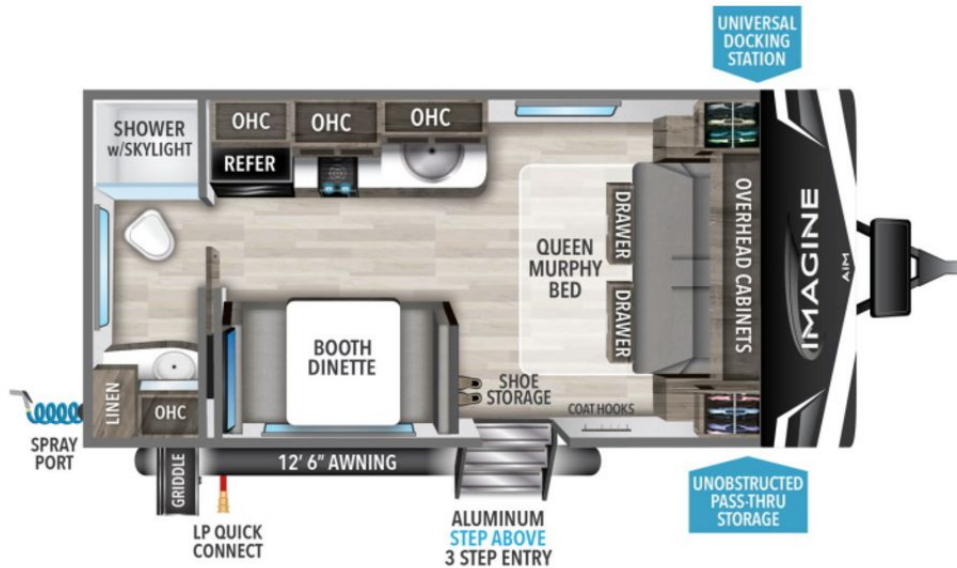 UNIVERSAL
DOCKING
STATION
SHOWER
w/SKYLIGHT
OHC
OHC
OHC
REFER
DRAWER
DRAWER
QUEEN
MURPHY
BED
OVERHEAD CABINETS
IMAGINE
AIM
BOOTH
DINETTE
SHOE
STORAGE
COAT HOOKS
LINEN
OHC
SPRAY
PORT
GRIDDLE
12' 6" AWNING
LP QUICK
CONNECT
ALUMINUM
STEP ABOVE
3 STEP ENTRY
UNOBSTRUCTED
PASS-THRU
STORAGE